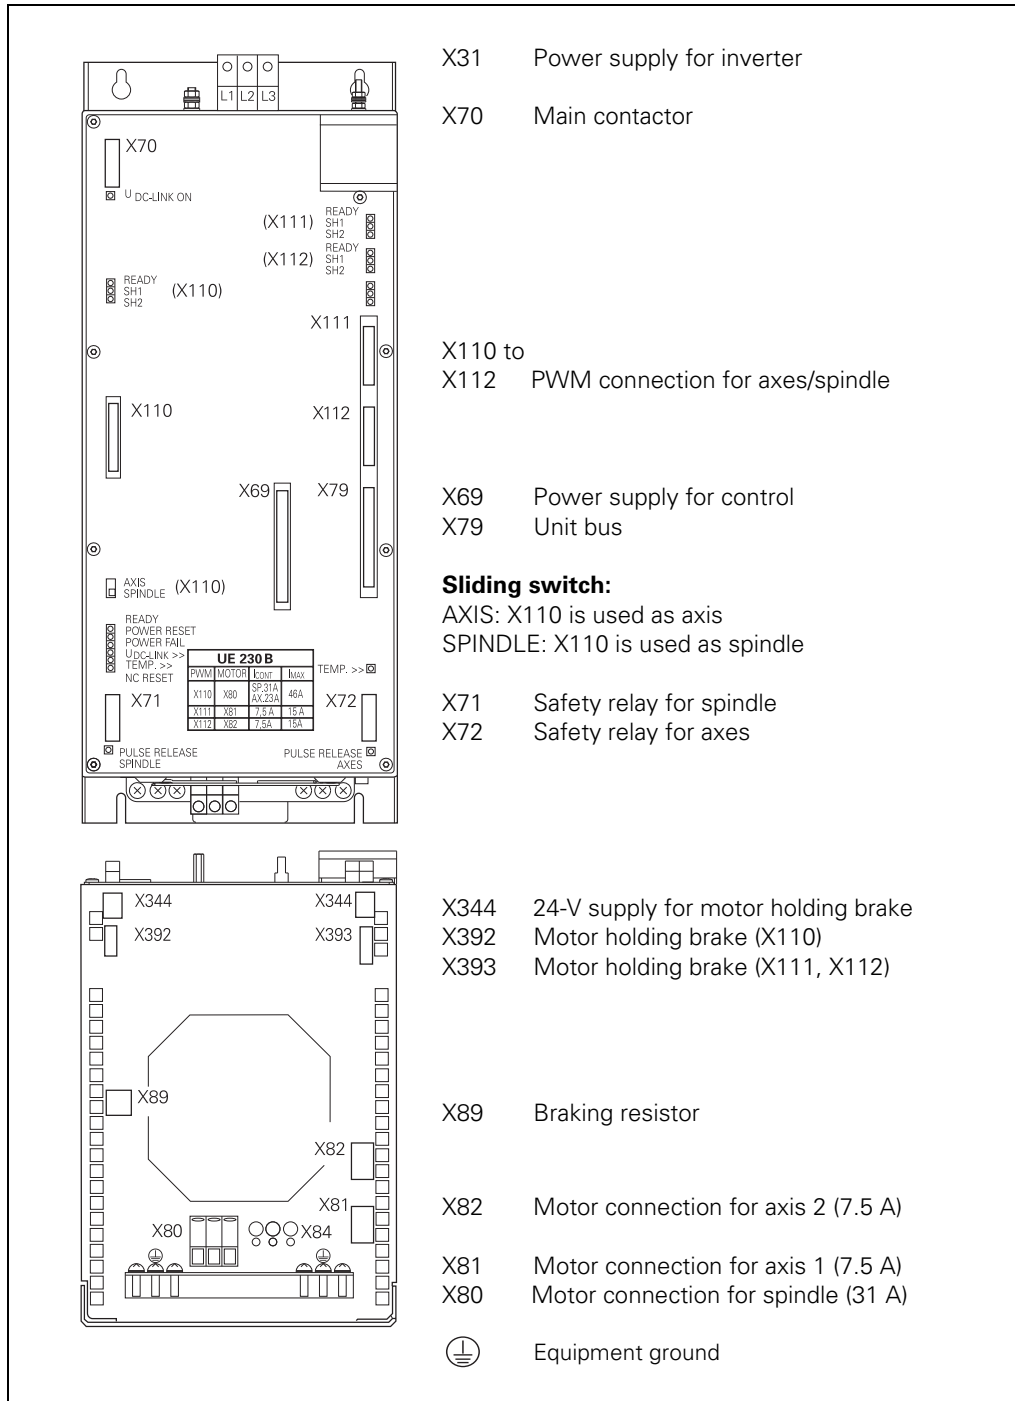 X31 Power supply for inverter
L1 L2 L3
X70 Main contactor
X70
U DC-LINK ON
(X111) READY
SH1
SH2
(X112) READY
SH1
SH2
READY
SH1 (X110)
SH2
X111
X110 to
X112 PWM connection for axes/spindle
X110 X112
X69 X79
X69 Power supply for control
X79 Unit bus
AXIS
SPINDLE (X110)
Sliding switch:
AXIS: X110 is used as axis
SPINDLE: X110 is used as spindle
READY
POWER RESET
POWER FAIL
UDC-LINK >>
TEMP. >>
NC RESET
UE 230 B
PWM MOTOR ICONT IMAX
X110 X80 SP.31A AX.23A 46A
X111 X81 7,5 A 15 A
X112 X82 7,5A 15A
TEMP. >>
X71 X72
X71 Safety relay for spindle
X72 Safety relay for axes
PULSE RELEASE
SPINDLE
PULSE RELEASE
AXES
X344 X344
X392 X393
X344 24-V supply for motor holding brake
X392 Motor holding brake (X110)
X393 Motor holding brake (X111, X112)
X89
X89 Braking resistor
X82
X82 Motor connection for axis 2 (7.5 A)
X81
X80 X84
X81 Motor connection for axis 1 (7.5 A)
X80 Motor connection for spindle (31 A)
Equipment ground